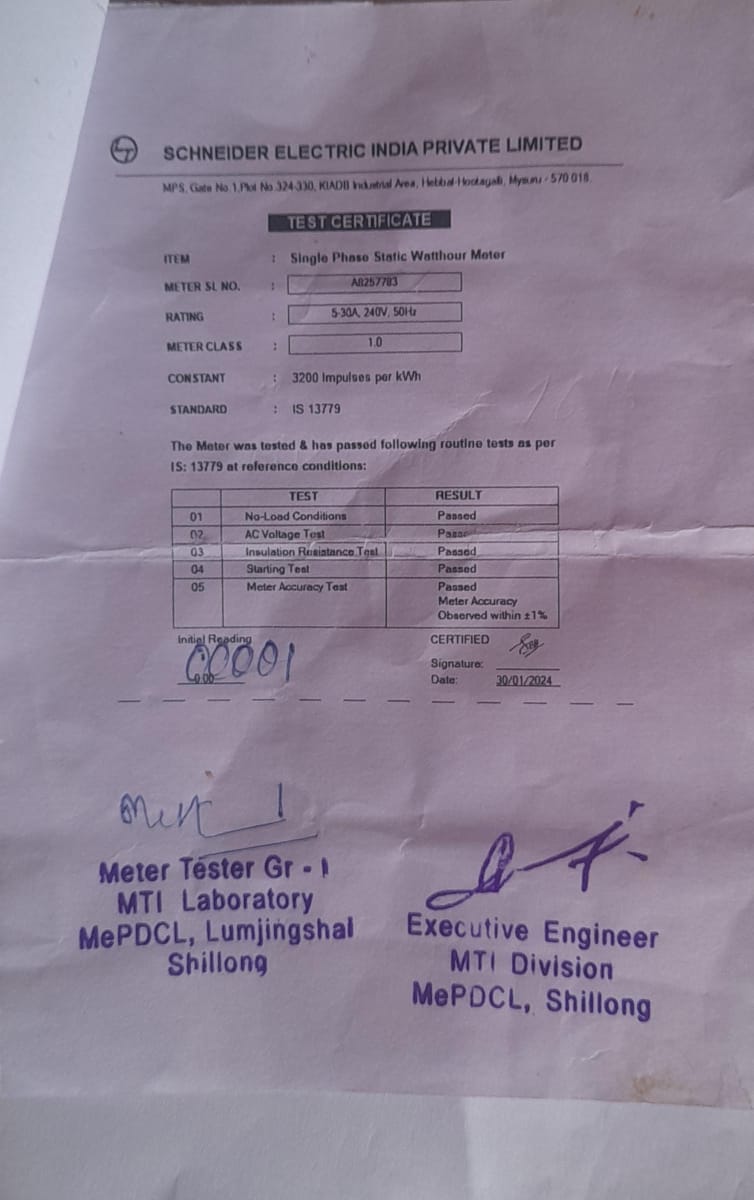 SCHNEIDER ELECTRIC INDIA PRIVATE LIMITED
MPS, Gate No.1,Plot No.324-330, KIADB Industrial Area, Hebbal-Hootagalli, Mysuru - 570 018.
TEST CERTIFICATE
ITEM : Single Phase Static Watthour Meter
METER SL NO. : A8257783
RATING : 5-30A, 240V, 50Hz
METER CLASS : 1.0
CONSTANT : 3200 Impulses per kWh
STANDARD : IS 13779
The Meter was tested & has passed following routine tests as per
IS: 13779 at reference conditions:
TEST RESULT
01 No-Load Conditions Passed
02 AC Voltage Test
03 Insulation Resistance Test Passed
04 Starting Test Passed
05 Meter Accuracy Test Passed
Meter Accuracy
Observed within ±1%
Initial Reading CERTIFIED
00001
0.00
Signature:
Date: 30/01/2024
Meter Tester Gr - I
MTI Laboratory
MePDCL, Lumjingshai
Shillong
Executive Engineer
MTI Division
MePDCL, Shillong